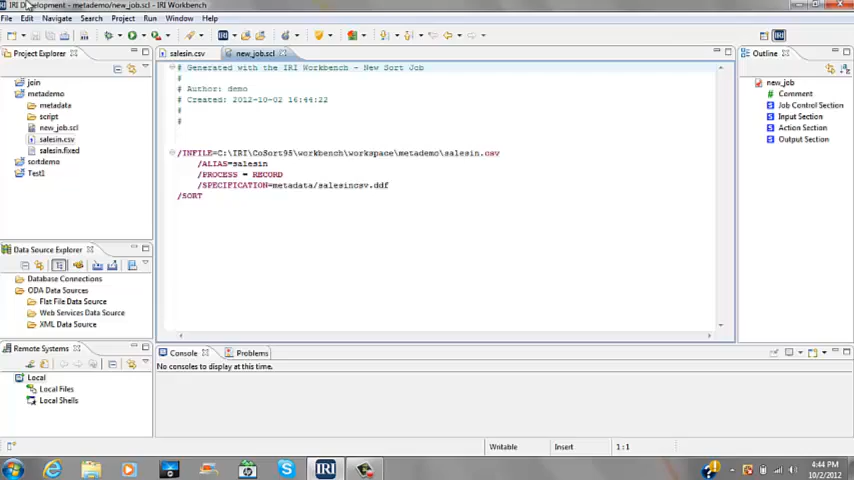 IRI Development - metademo/new_job.scl - IRI Workbench
File Edit Navigate Search Project Run Window Help
Project Explorer
join
metademo
metadata
script
new_job.scl
salesin.csv
salesin.fixed
sortdemo
Test1
Data Source Explorer
Database Connections
ODA Data Sources
Flat File Data Source
Web Services Data Source
XML Data Source
Remote Systems
Local
Local Files
Local Shells
salesin.csv new_job.scl
# Generated with the IRI Workbench - New Sort Job
#
# Author: demo
# Created: 2012-10-02 16:44:22
#
#
/INFILE=C:\IRI\CoSort95\workbench\workspace\metademo\salesin.csv
/ALIAS=salesin
/PROCESS = RECORD
/SPECIFICATION=metadata/salesincsv.ddf
/SORT
Console Problems
No consoles to display at this time.
Outline
new_job
# Comment
S Job Control Section
S Input Section
S Action Section
S Output Section
Writable Insert 1:1
IRI
4:44 PM
10/2/2012